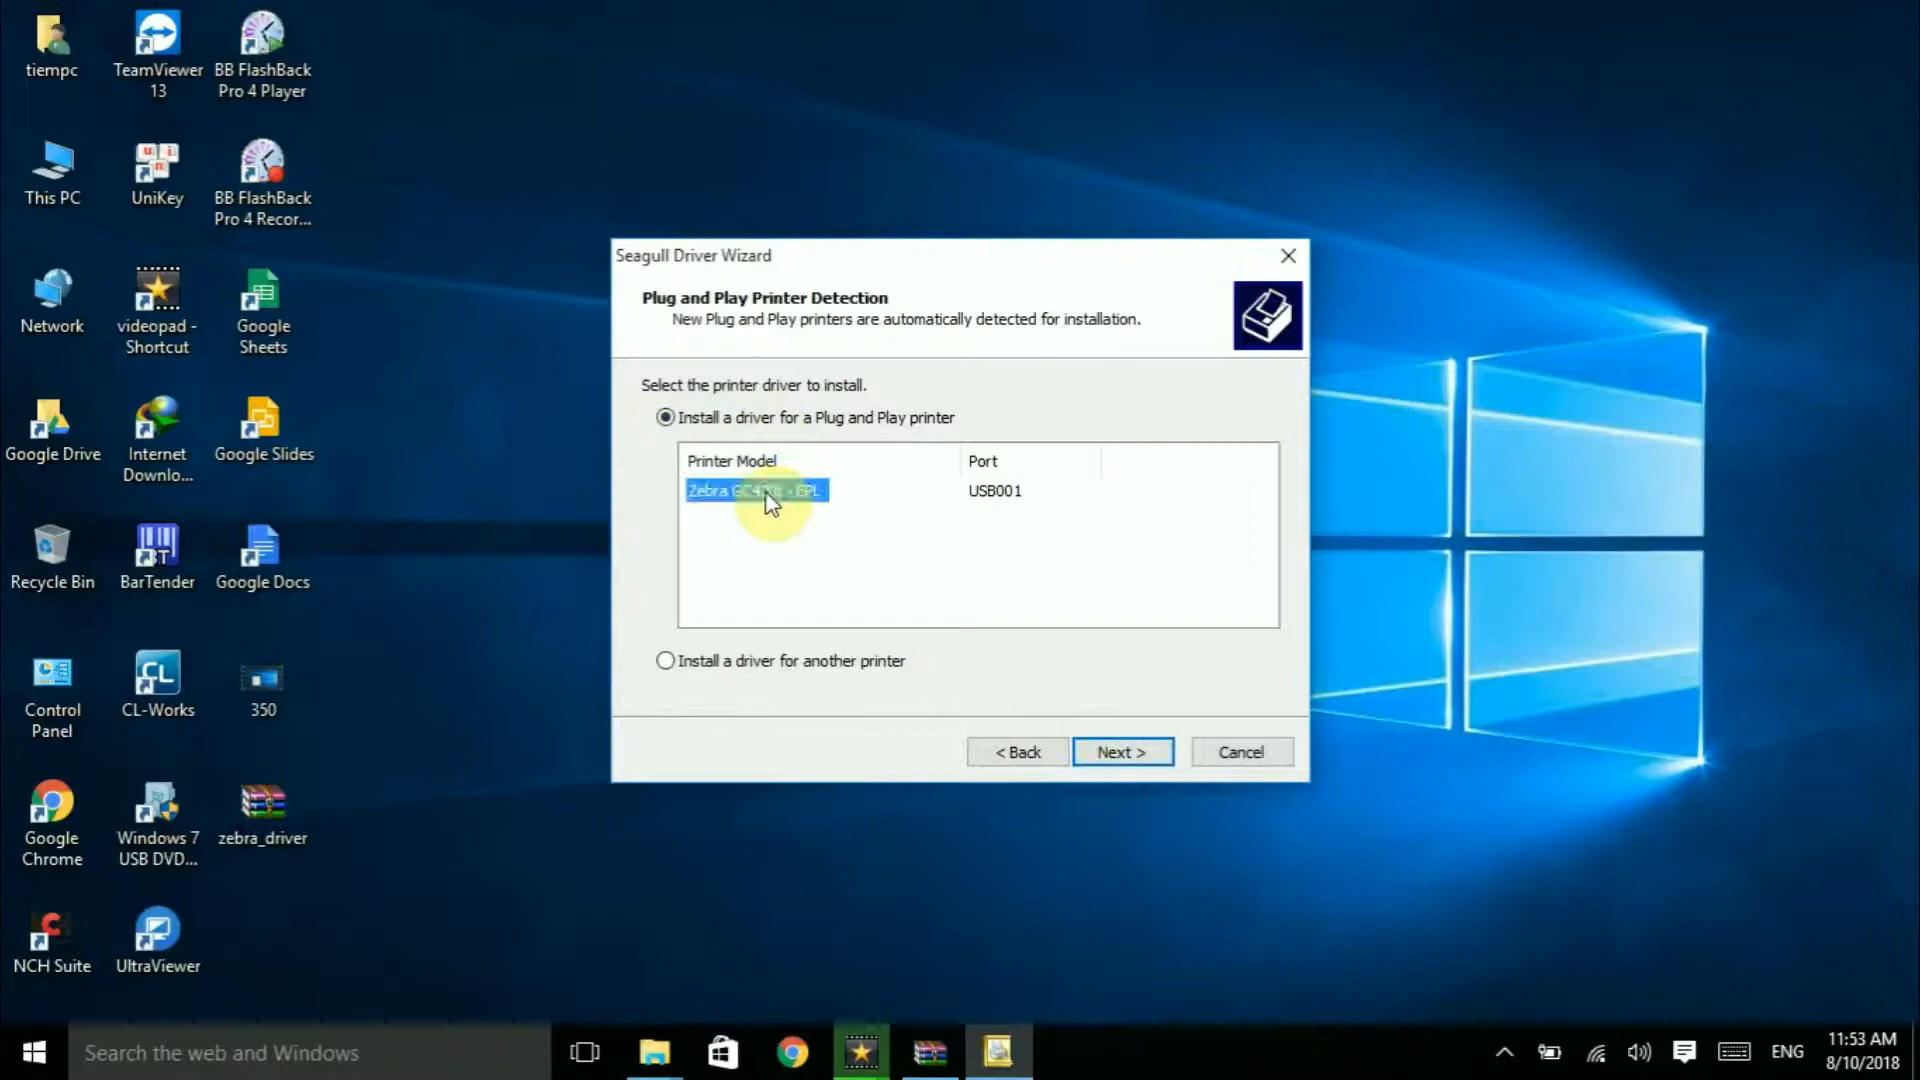 tiempc
TeamViewer
13
BB FlashBack
Pro 4 Player
This PC
UniKey
BB FlashBack
Pro 4 Recor...
Network
videopad -
Shortcut
Google
Sheets
Google Drive
Internet
Downlo...
Google Slides
Recycle Bin
BarTender
Google Docs
Control
Panel
CL-Works
350
Google
Chrome
Windows 7
USB DVD...
zebra_driver
NCH Suite
UltraViewer
Seagull Driver Wizard
Plug and Play Printer Detection
New Plug and Play printers are automatically detected for installation.
Select the printer driver to install.
Install a driver for a Plug and Play printer
Printer Model Port
Zebra - EPL USB001
Install a driver for another printer
< Back Next > Cancel
Search the web and Windows
ENG
11:53 AM
8/10/2018